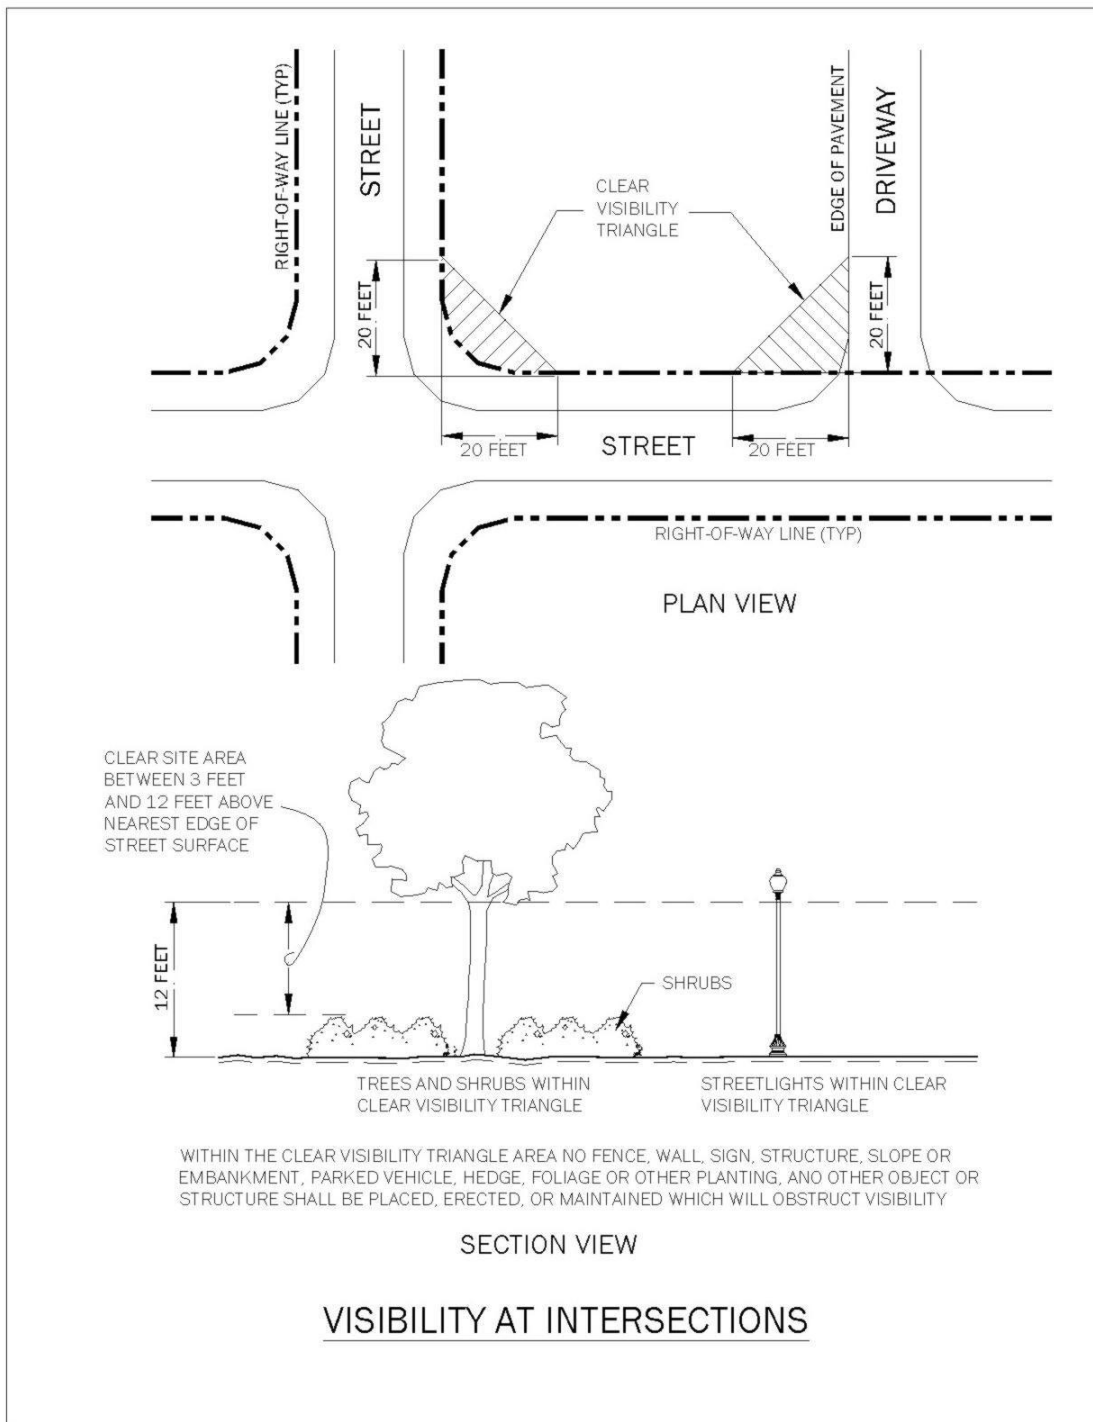 RIGHT-OF-WAY LINE (TYP)
STREET
EDGE OF PAVEMENT
DRIVEWAY
CLEAR
VISIBILITY
TRIANGLE
20 FEET
20 FEET
20 FEET
STREET
20 FEET
RIGHT-OF-WAY LINE (TYP)
PLAN VIEW
CLEAR SITE AREA
BETWEEN 3 FEET
AND 12 FEET ABOVE
NEAREST EDGE OF
STREET SURFACE
12 FEET
SHRUBS
TREES AND SHRUBS WITHIN
CLEAR VISIBILITY TRIANGLE
STREETLIGHTS WITHIN CLEAR
VISIBILITY TRIANGLE
WITHIN THE CLEAR VISIBILITY TRIANGLE AREA NO FENCE, WALL, SIGN, STRUCTURE, SLOPE OR
EMBANKMENT, PARKED VEHICLE, HEDGE, FOLIAGE OR OTHER PLANTING, ANO OTHER OBJECT OR
STRUCTURE SHALL BE PLACED, ERECTED, OR MAINTAINED WHICH WILL OBSTRUCT VISIBILITY
SECTION VIEW
VISIBILITY AT INTERSECTIONS